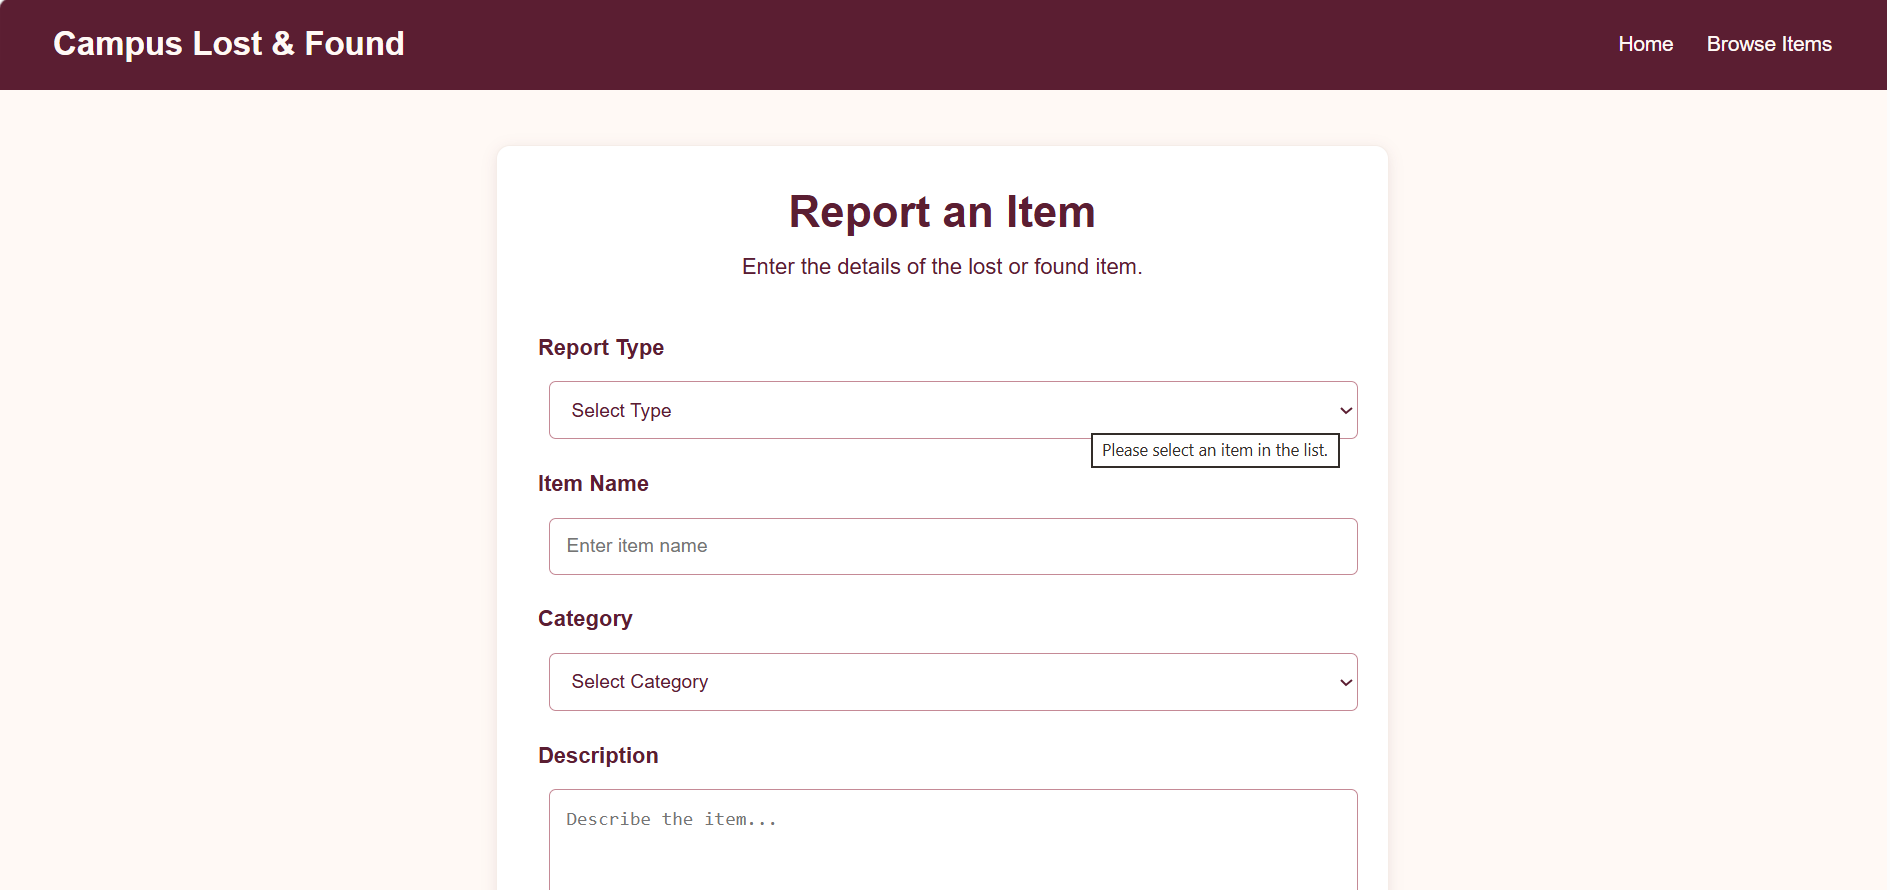 Campus Lost & Found
Home Browse Items
Report an Item
Enter the details of the lost or found item.
Report Type
Select Type
Please select an item in the list.
Item Name
Enter item name
Category
Select Category
Description
Describe the item...